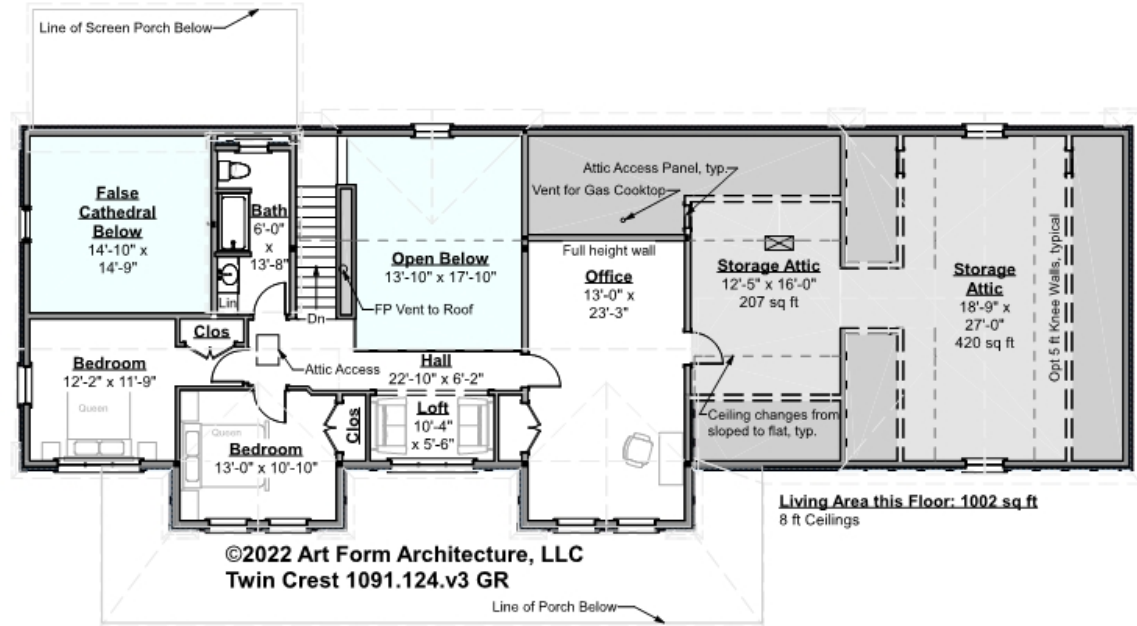 Line of Screen Porch Below
False
Cathedral
Below
14'-10" x
14'-9"
Bath
6'-0"
x
13'-8"
Lin
Open Below
13'-10" x 17'-10"
FP Vent to Roof
Dn
Attic Access Panel, typ.
Vent for Gas Cooktop
Full height wall
Office
13'-0" x
23'-3"
Storage Attic
12'-5" x 16'-0"
207 sq ft
Storage
Attic
18'-9" x
27'-0"
420 sq ft
Opt 5 ft Knee Walls, typical
Clos
Bedroom
12'-2" x 11'-9"
Queen
Attic Access
Hall
22'-10" x 6'-2"
Loft
10'-4"
x 5'-6"
Clos
Queen
Bedroom
13'-0" x 10'-10"
Ceiling changes from
sloped to flat, typ.
Living Area this Floor: 1002 sq ft
8 ft Ceilings
©2022 Art Form Architecture, LLC
Twin Crest 1091.124.v3 GR
Line of Porch Below